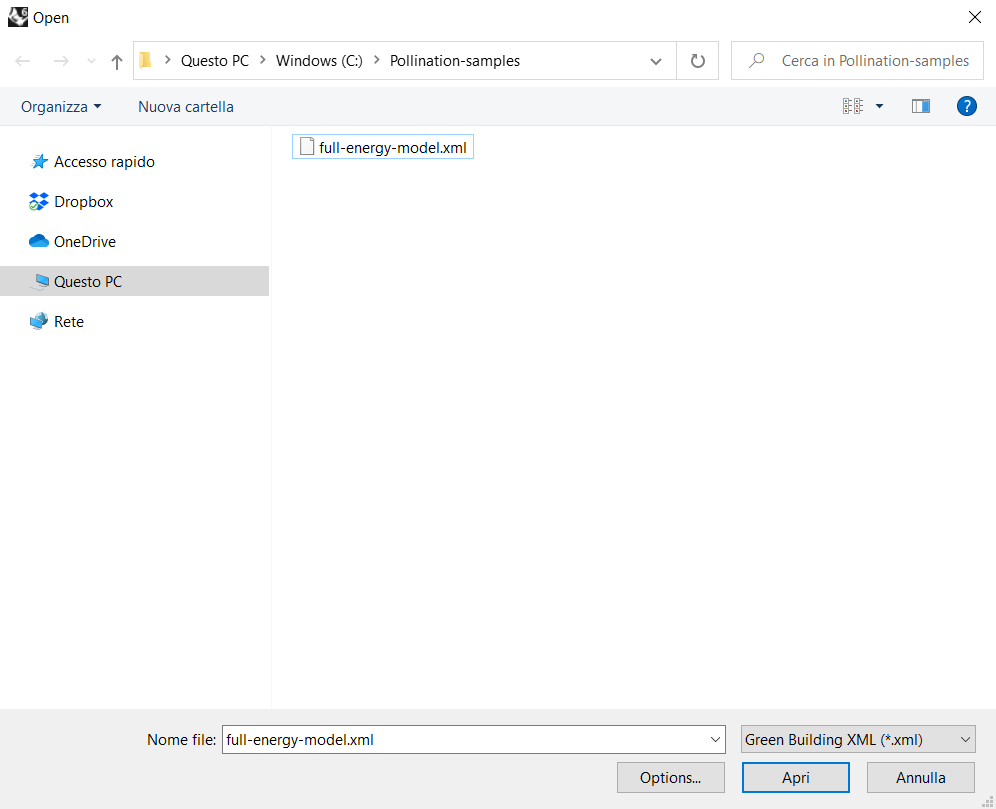 Open
Questo PC > Windows (C:) > Pollination-samples
Cerca in Pollination-samples
Organizza
Nuova cartella
?
full-energy-model.xml
Accesso rapido
Dropbox
OneDrive
Questo PC
Rete
Nome file: full-energy-model.xml
Green Building XML (*.xml)
Options...
Apri
Annulla